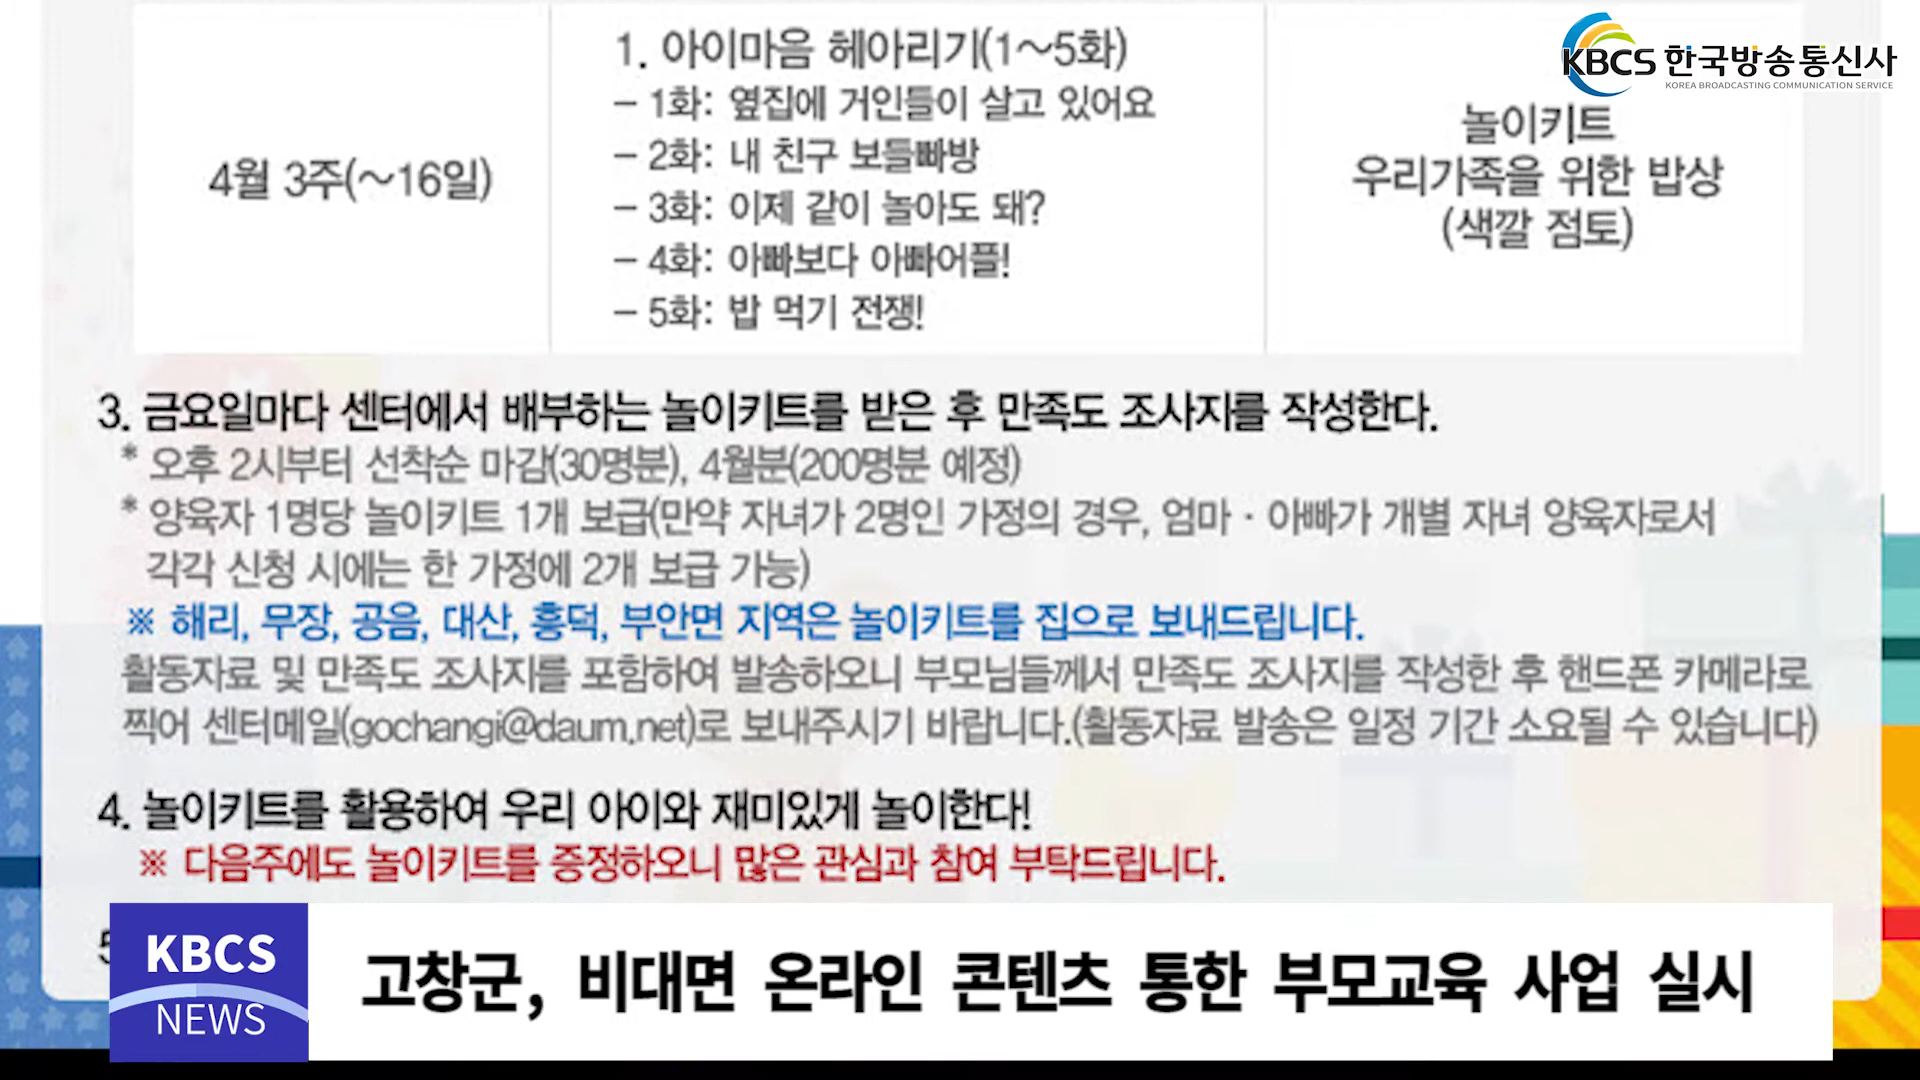 KBCS 한국방송통신사
KOREA BROADCASTING COMMUNICATION SERVICE
4월 3주(~16일)
1. 아이마음 헤아리기(1~5화)
- 1화: 옆집에 거인들이 살고 있어요
- 2화: 내 친구 보들빠방
- 3화: 이제 같이 놀아도 돼?
- 4화: 아빠보다 아빠어플!
- 5화: 밥 먹기 전쟁!
놀이키트
우리가족을 위한 밥상
(색깔 점토)
3. 금요일마다 센터에서 배부하는 놀이키트를 받은 후 만족도 조사지를 작성한다.
* 오후 2시부터 선착순 마감(30명분), 4월분(200명분 예정)
* 양육자 1명당 놀이키트 1개 보급(만약 자녀가 2명인 가정의 경우, 엄마 · 아빠가 개별 자녀 양육자로서
각각 신청 시에는 한 가정에 2개 보급 가능)
※ 해리, 무장, 공음, 대산, 흥덕, 부안면 지역은 놀이키트를 집으로 보내드립니다.
활동자료 및 만족도 조사지를 포함하여 발송하오니 부모님들께서 만족도 조사지를 작성한 후 핸드폰 카메라로
찍어 센터메일(gochangi@daum.net)로 보내주시기 바랍니다.(활동자료 발송은 일정 기간 소요될 수 있습니다)
4. 놀이키트를 활용하여 우리 아이와 재미있게 놀이한다!
※ 다음주에도 놀이키트를 증정하오니 많은 관심과 참여 부탁드립니다.
KBCS
NEWS
고창군, 비대면 온라인 콘텐츠 통한 부모교육 사업 실시